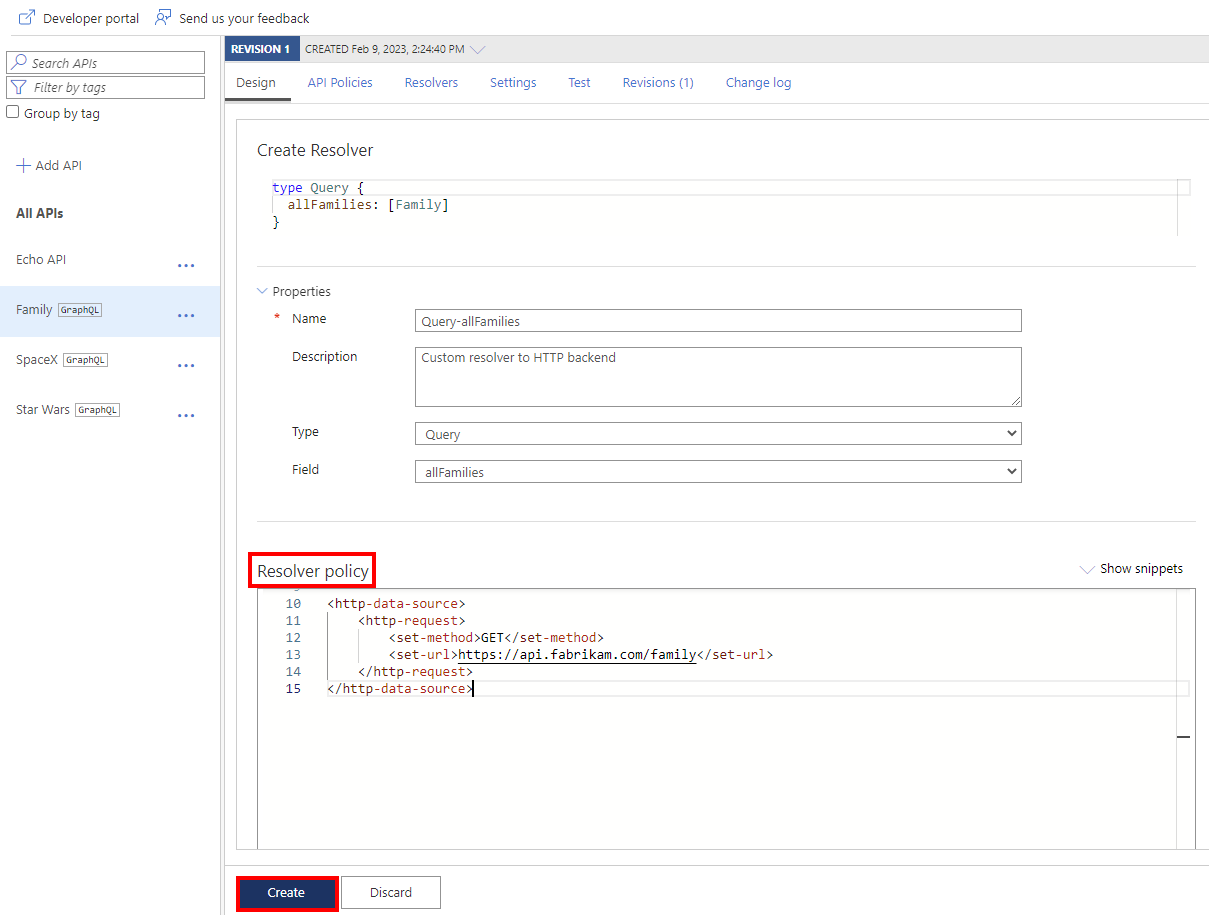 Developer portal Send us your feedback
Search APIs
Filter by tags
Group by tag
Add API
All APIs
Echo API
Family GraphQL
SpaceX GraphQL
Star Wars GraphQL
REVISION 1 CREATED Feb 9, 2023, 2:24:40 PM
Design API Policies Resolvers Settings Test Revisions (1) Change log
Create Resolver
type Query {
allFamilies: [Family]
}
Properties
* Name Query-allFamilies
Description Custom resolver to HTTP backend
Type Query
Field allFamilies
Resolver policy Show snippets
10 <http-data-source>
11 <http-request>
12 <set-method>GET</set-method>
13 <set-url>https://api.fabrikam.com/family</set-url>
14 </http-request>
15 </http-data-source>
Create Discard